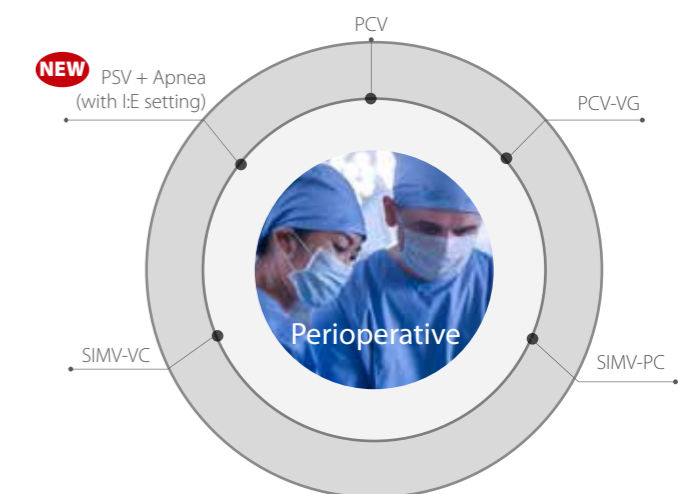 PCV
NEW
PSV + Apnea
(with I:E setting)
PCV-VG
Perioperative
SIMV-VC
SIMV-PC